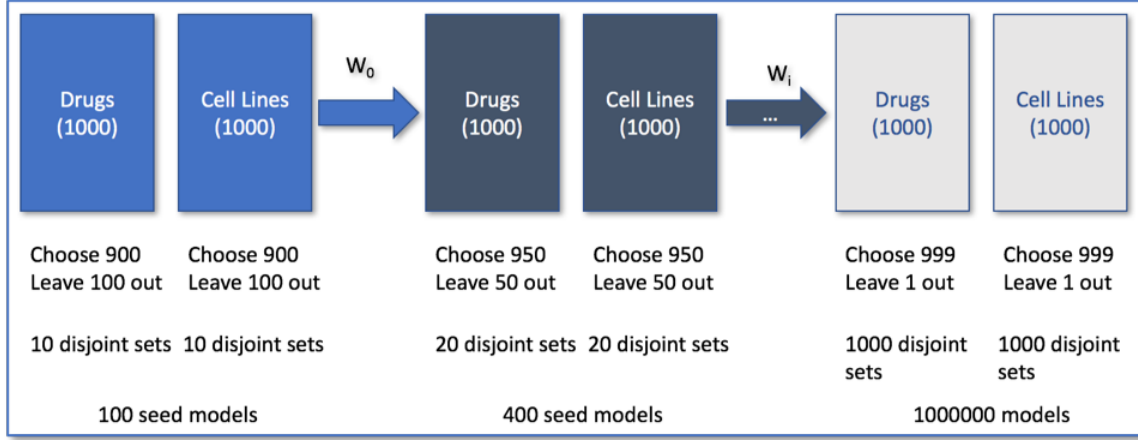 Drugs
(1000)
Cell Lines
(1000)
W0
Drugs
(1000)
Cell Lines
(1000)
Wi
...
Drugs
(1000)
Cell Lines
(1000)
Choose 900
Leave 100 out
Choose 900
Leave 100 out
Choose 950
Leave 50 out
Choose 950
Leave 50 out
Choose 999
Leave 1 out
Choose 999
Leave 1 out
10 disjoint sets
10 disjoint sets
20 disjoint sets
20 disjoint sets
1000 disjoint
sets
1000 disjoint
sets
100 seed models
400 seed models
1000000 models